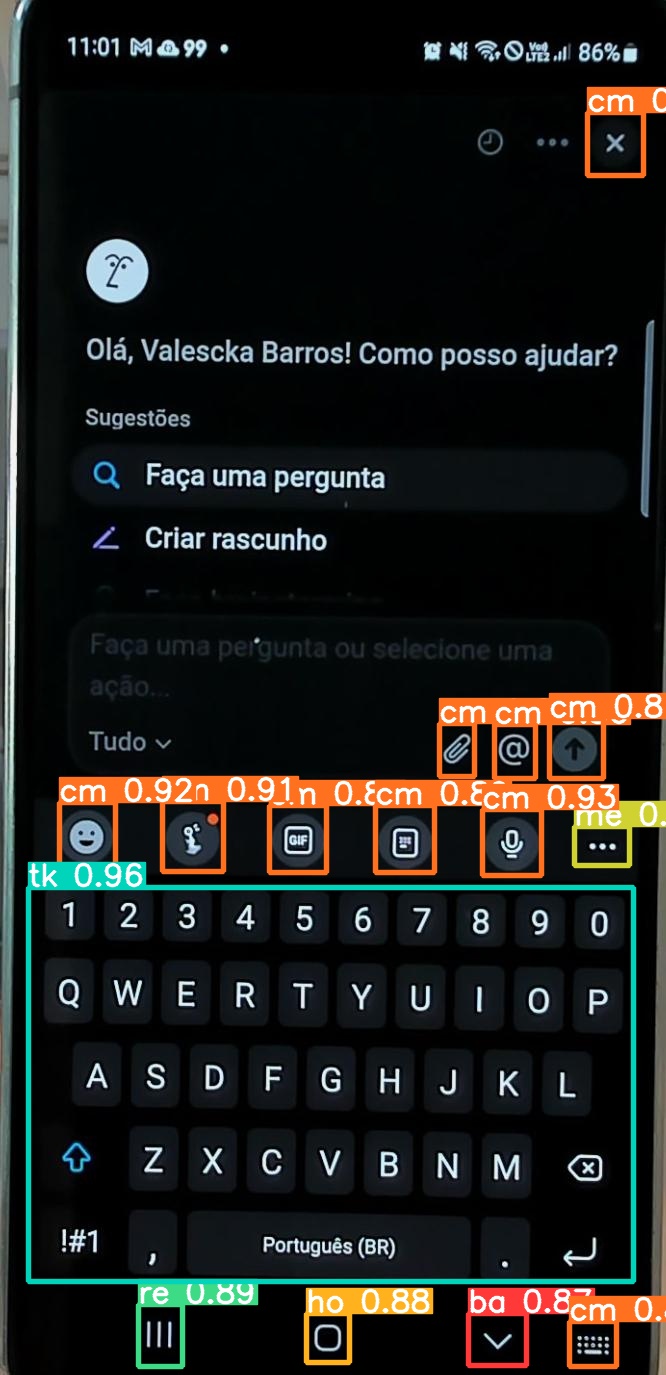 11:01 99 Vo) LTE2 86%
cm 0
Olá, Valescka Barros! Como posso ajudar?
Sugestões
Faça uma pergunta
Criar rascunho
Faça uma pergunta ou selecione uma
ação...
Tudo
cm cm cm 0.8
cm 0.92 0.91 0.8 cm 0.8 cm 0.93 me 0.
GIF
tk 0.96
1 2 3 4 5 6 7 8 9 0
Q W E R T Y U I O P
A S D F G H J K L
Z X C V B N M
!#1 , Português (BR) .
re 0.89 ho 0.88 ba 0.87 cm 0.